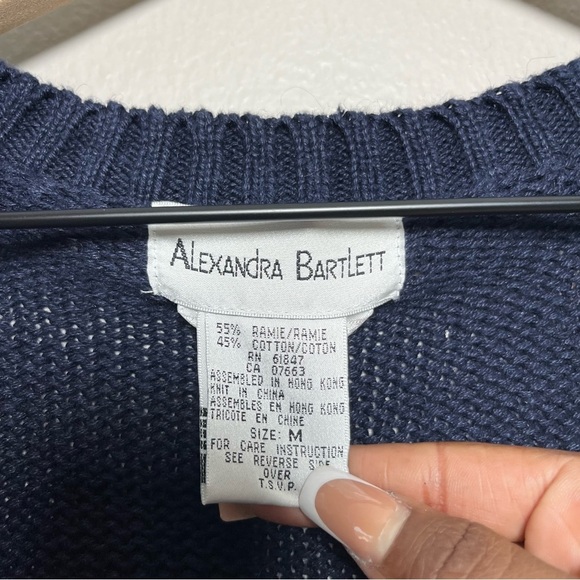 ALEXANDRA BARTLETT
55% RAMIE/RAMIE
45% COTTON/COTON
RN 61847
CA 07663
ASSEMBLED IN HONG KONG
KNIT IN CHINA
ASSEMBLES EN HONG KONG
TRICOTE EN CHINE
SIZE: M
FOR CARE INSTRUCTION
SEE REVERSE SIDE
OVER
T.S.V.P.